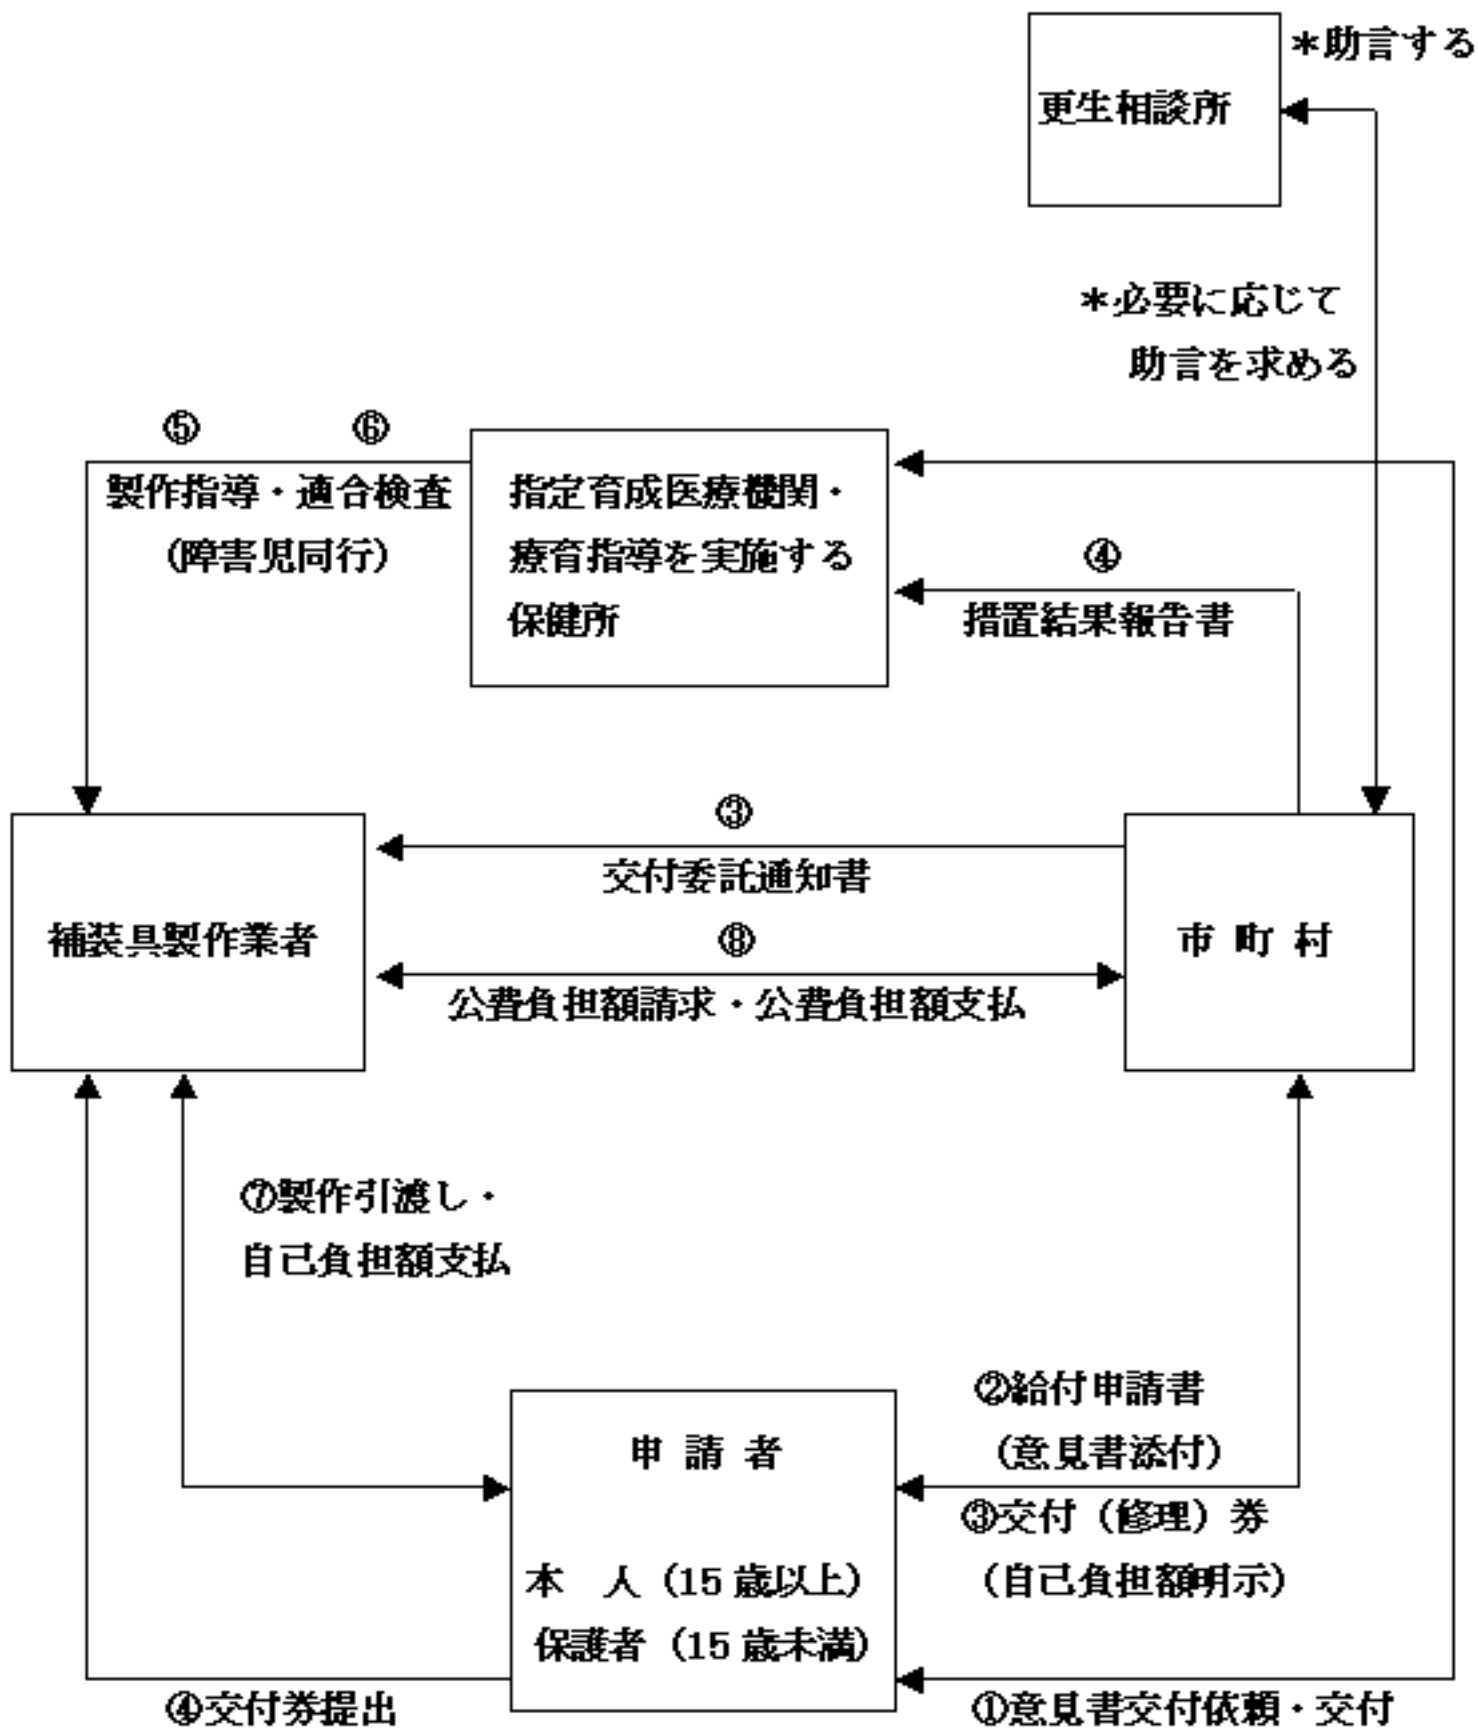 ＊助言する
更生相談所
＊必要に応じて
助言を求める
⑤ ⑥
製作指導・適合検査
（障害児同行）
指定育成医療機関・
療育指導を実施する
保健所
④
措置結果報告書
③
交付委託通知書
補装具製作業者
⑧
公費負担額請求・公費負担額支払
市 町 村
⑦製作引渡し・
自己負担額支払
②給付申請書
（意見書添付）
③交付（修理）券
（自己負担額明示）
申 請 者
本　人（15 歳以上）
保護者（15 歳未満）
④交付券提出
①意見書交付依頼・交付